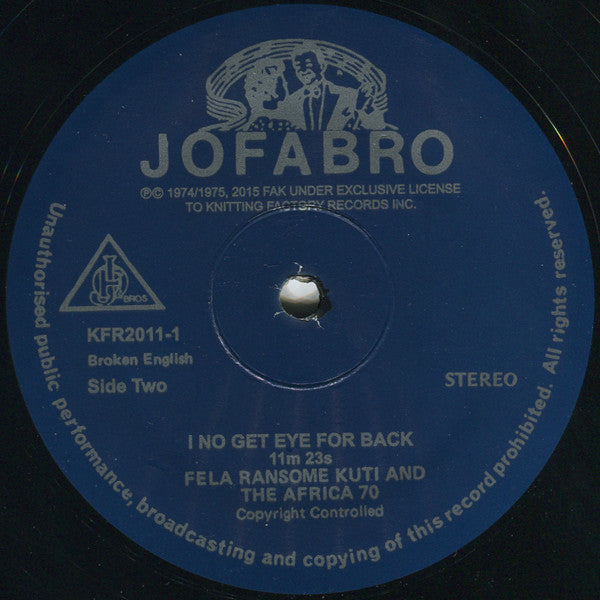 JOFABRO
℗© 1974/1975, 2015 FAK UNDER EXCLUSIVE LICENSE
TO KNITTING FACTORY RECORDS INC.
BROS
KFR2011-1
Broken English
Side Two
STEREO
I NO GET EYE FOR BACK
11m 23s
FELA RANSOME KUTI AND
THE AFRICA 70
Copyright Controlled
Unauthorised public performance, broadcasting and copying of this record prohibited. All rights reserved.